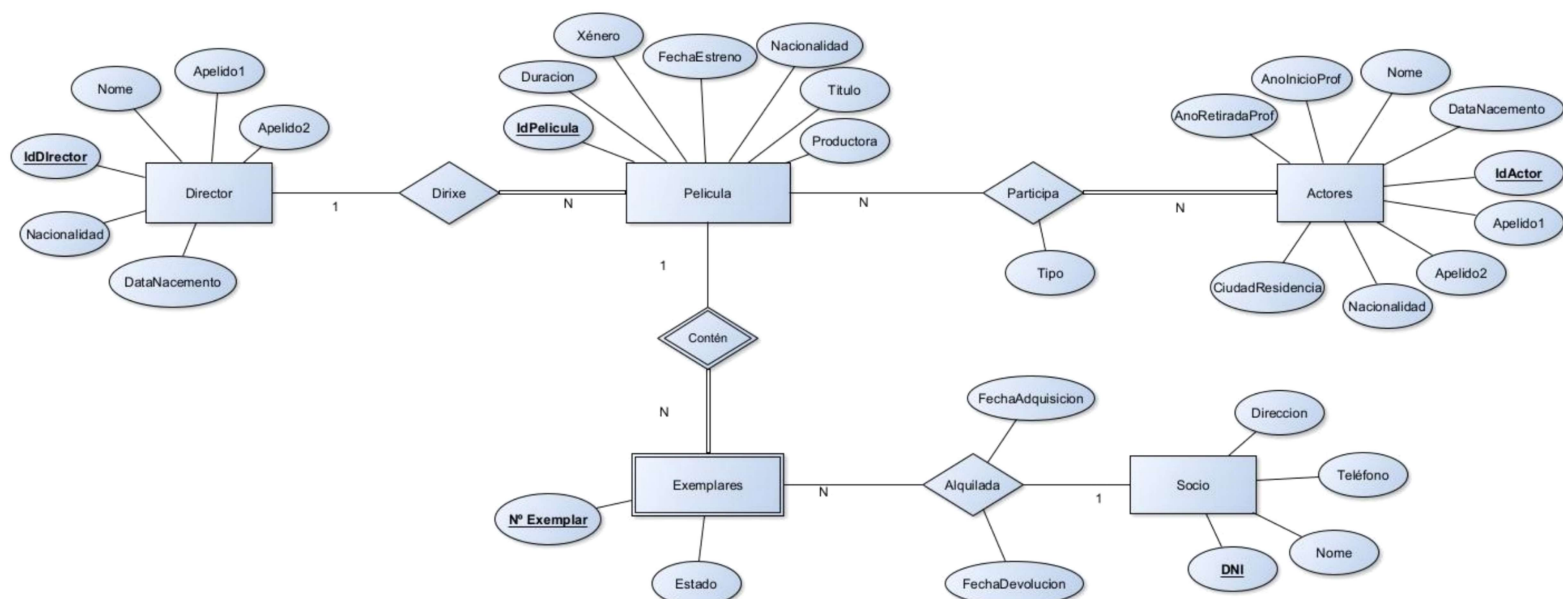 Xénero
Nacionalidad
FechaEstreno
Duracion
Titulo
IdPelicula
Productora
Pelicula
Apelido1
Nome
Apelido2
IdDIrector
Director
Nacionalidad
DataNacemento
1
Dirixe
N
N
Participa
Tipo
N
AnoInicioProf
Nome
AnoRetiradaProf
DataNacemento
IdActor
Actores
Apelido1
Apelido2
CiudadResidencia
Nacionalidad
1
Contén
N
Exemplares
Nº Exemplar
Estado
N
FechaAdquisicion
Alquilada
FechaDevolucion
1
Direccion
Socio
Teléfono
Nome
DNI